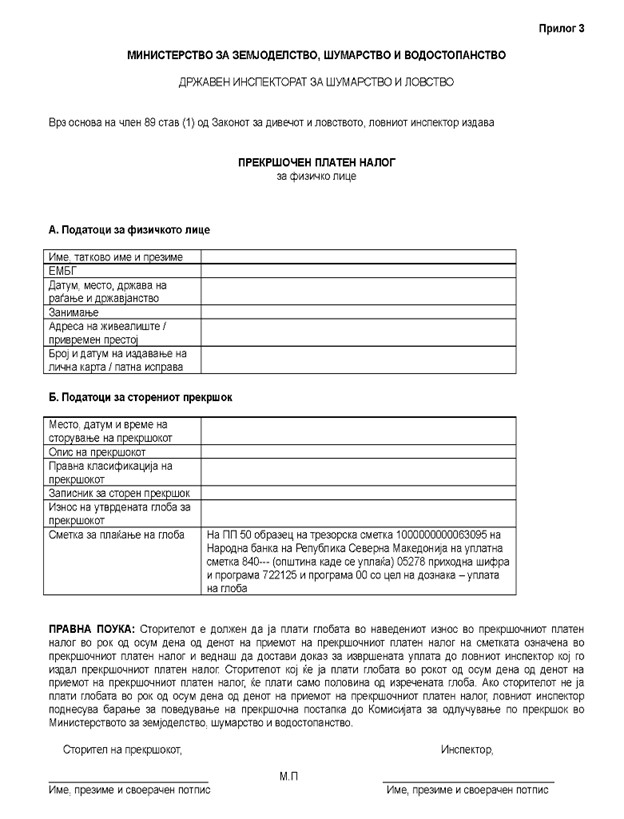 Прилог 3
МИНИСТЕРСТВО ЗА ЗЕМЈОДЕЛСТВО, ШУМАРСТВО И ВОДОСТОПАНСТВО
ДРЖАВЕН ИНСПЕКТОРАТ ЗА ШУМАРСТВО И ЛОВСТВО
Врз основа на член 89 став (1) од Законот за дивечот и ловството, ловниот инспектор издава
ПРЕКРШОЧЕН ПЛАТЕН НАЛОГ
за физичко лице
А. Податоци за физичкото лице
Име, татково име и презиме
ЕМБГ
Датум, место, држава на
раѓање и државјанство
Занимање
Адреса на живеалиште /
привремен престој
Број и датум на издавање на
лична карта / патна исправа
Б. Податоци за сторениот прекршок
Место, датум и време на
сторување на прекршокот
Опис на прекршокот
Правна класификација на
прекршокот
Записник за сторен прекршок
Износ на утврдената глоба за
прекршокот
Сметка за плаќање на глоба
На ПП 50 образец на трезорска сметка 1000000000063095 на
Народна банка на Република Северна Македонија на уплатна
сметка 840--- (општина каде се уплаќа) 05278 приходна шифра
и програма 722125 и програма 00 со цел на дознака – уплата
на глоба
ПРАВНА ПОУКА: Сторителот е должен да ја плати глобата во наведениот износ во прекршочниот платен
налог во рок од осум дена од денот на приемот на прекршочниот платен налог на сметката означена во
прекршочниот платен налог и веднаш да достави доказ за извршената уплата до ловниот инспектор кој го
издал прекршочниот платен налог. Сторителот кој ќе ја плати глобата во рокот од осум дена од денот на
приемот на прекршочниот платен налог, ќе плати само половина од изречената глоба. Ако сторителот не ја
плати глобата во рок од осум дена од денот на приемот на прекршочниот платен налог, ловниот инспектор
поднесува барање за поведување на прекршочна постапка до Комисијата за одлучување по прекршок во
Министерството за земјоделство, шумарство и водостопанство.
Сторител на прекршокот, Инспектор,
М.П
Име, презиме и своерачен потпис Име, презиме и своерачен потпис